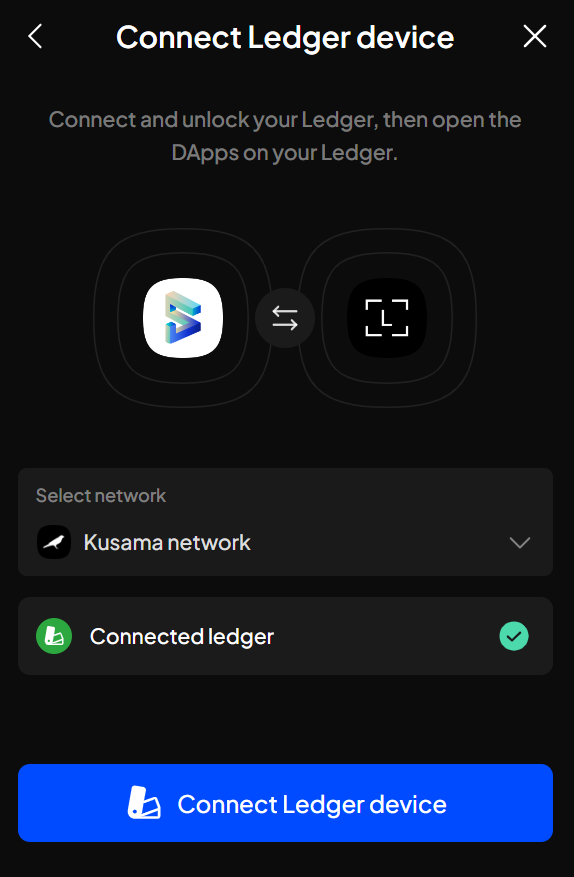 Connect Ledger device
Connect and unlock your Ledger, then open the
DApps on your Ledger.
Select network
Kusama network
Connected ledger
Connect Ledger device